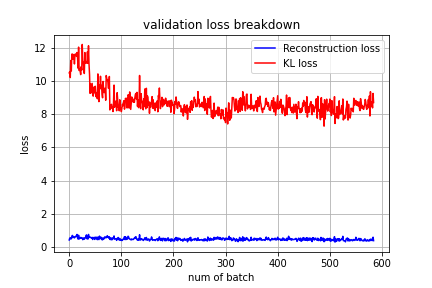 validation loss breakdown
Reconstruction loss
KL loss
loss
12
10
8
6
4
2
0
0 100 200 300 400 500 600
num of batch